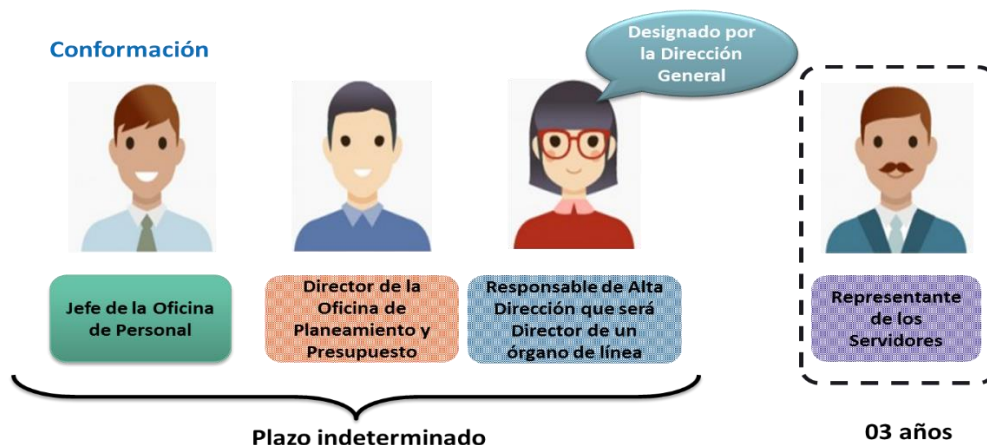 Conformación
Designado por
la Dirección
General
Jefe de la Oficina
de Personal
Director de la
Oficina de
Planeamiento y
Presupuesto
Responsable de Alta
Dirección que será
Director de un
órgano de línea
Representante
de los
Servidores
Plazo indeterminado
03 años